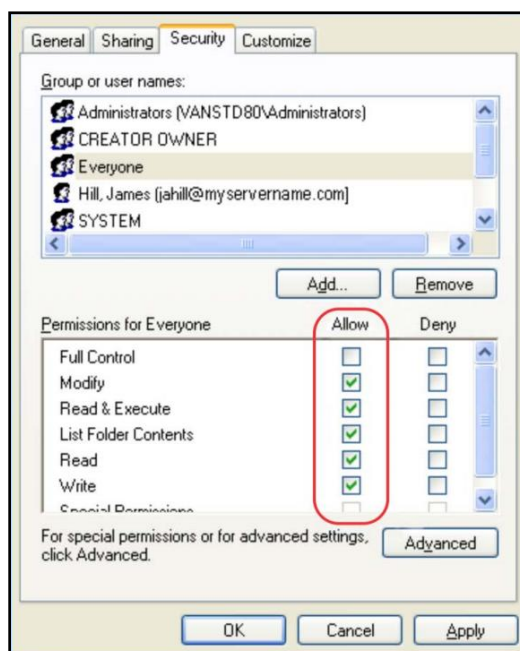 General Sharing Security Customize
Group or user names:
Administrators (VANSTD80\Administrators)
CREATOR OWNER
Everyone
Hill, James (jahill@myservername.com)
SYSTEM
Add... Remove
Permissions for Everyone Allow Deny
Full Control
Modify
Read & Execute
List Folder Contents
Read
Write
Special Permissions
For special permissions or for advanced settings,
click Advanced.
Advanced
OK Cancel Apply